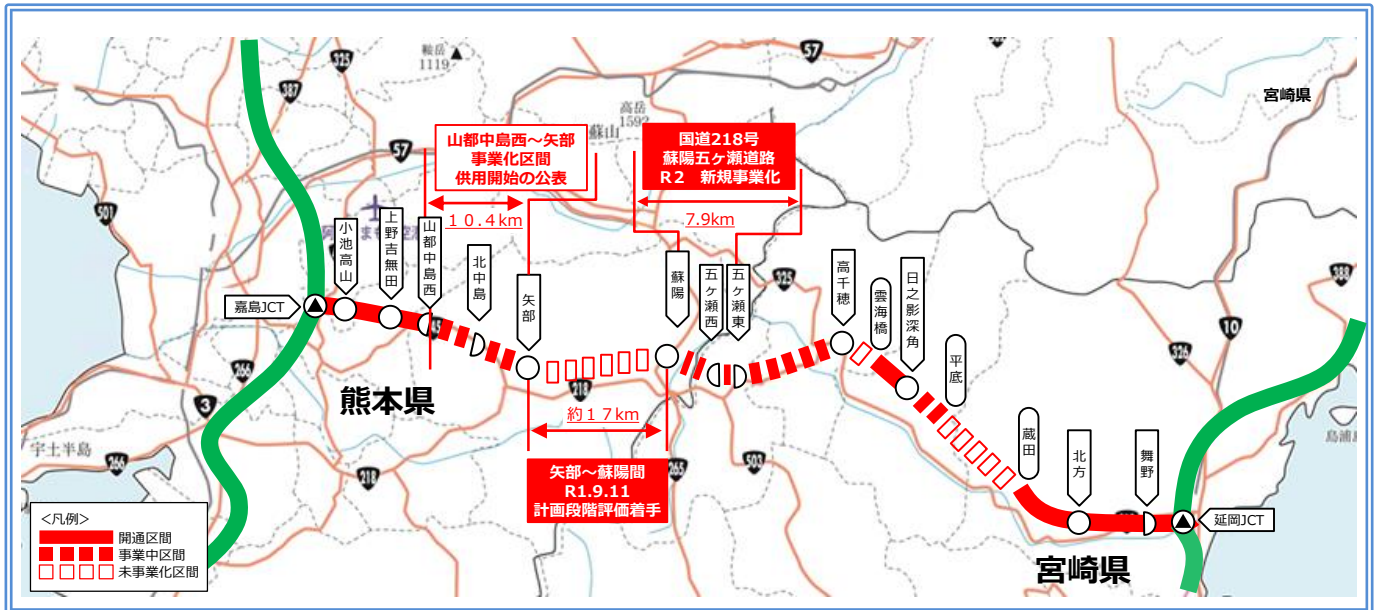 鞍岳
1119
325
57
387
高岳
1592
蘇山
宮崎県
57
山都中島西～矢部
事業化区間
供用開始の公表
国道218号
蘇陽五ヶ瀬道路
R2 新規事業化
10.4km
7.9km
501
388
小池高山
上野吉無田
山都中島西
北中島
矢部
蘇陽
五ヶ瀬西
五ヶ瀬東
325
高千穂
雲海橋
日之影深角
平底
嘉島JCT
10
326
266
218
3
熊本県
約17km
蔵田
北方
舞野
宇土半島
266
218
265
503
島浦
矢部～蘇陽間
R1.9.11
計画段階評価着手
延岡JCT
宮崎県
<凡例>
開通区間
事業中区間
未事業化区間